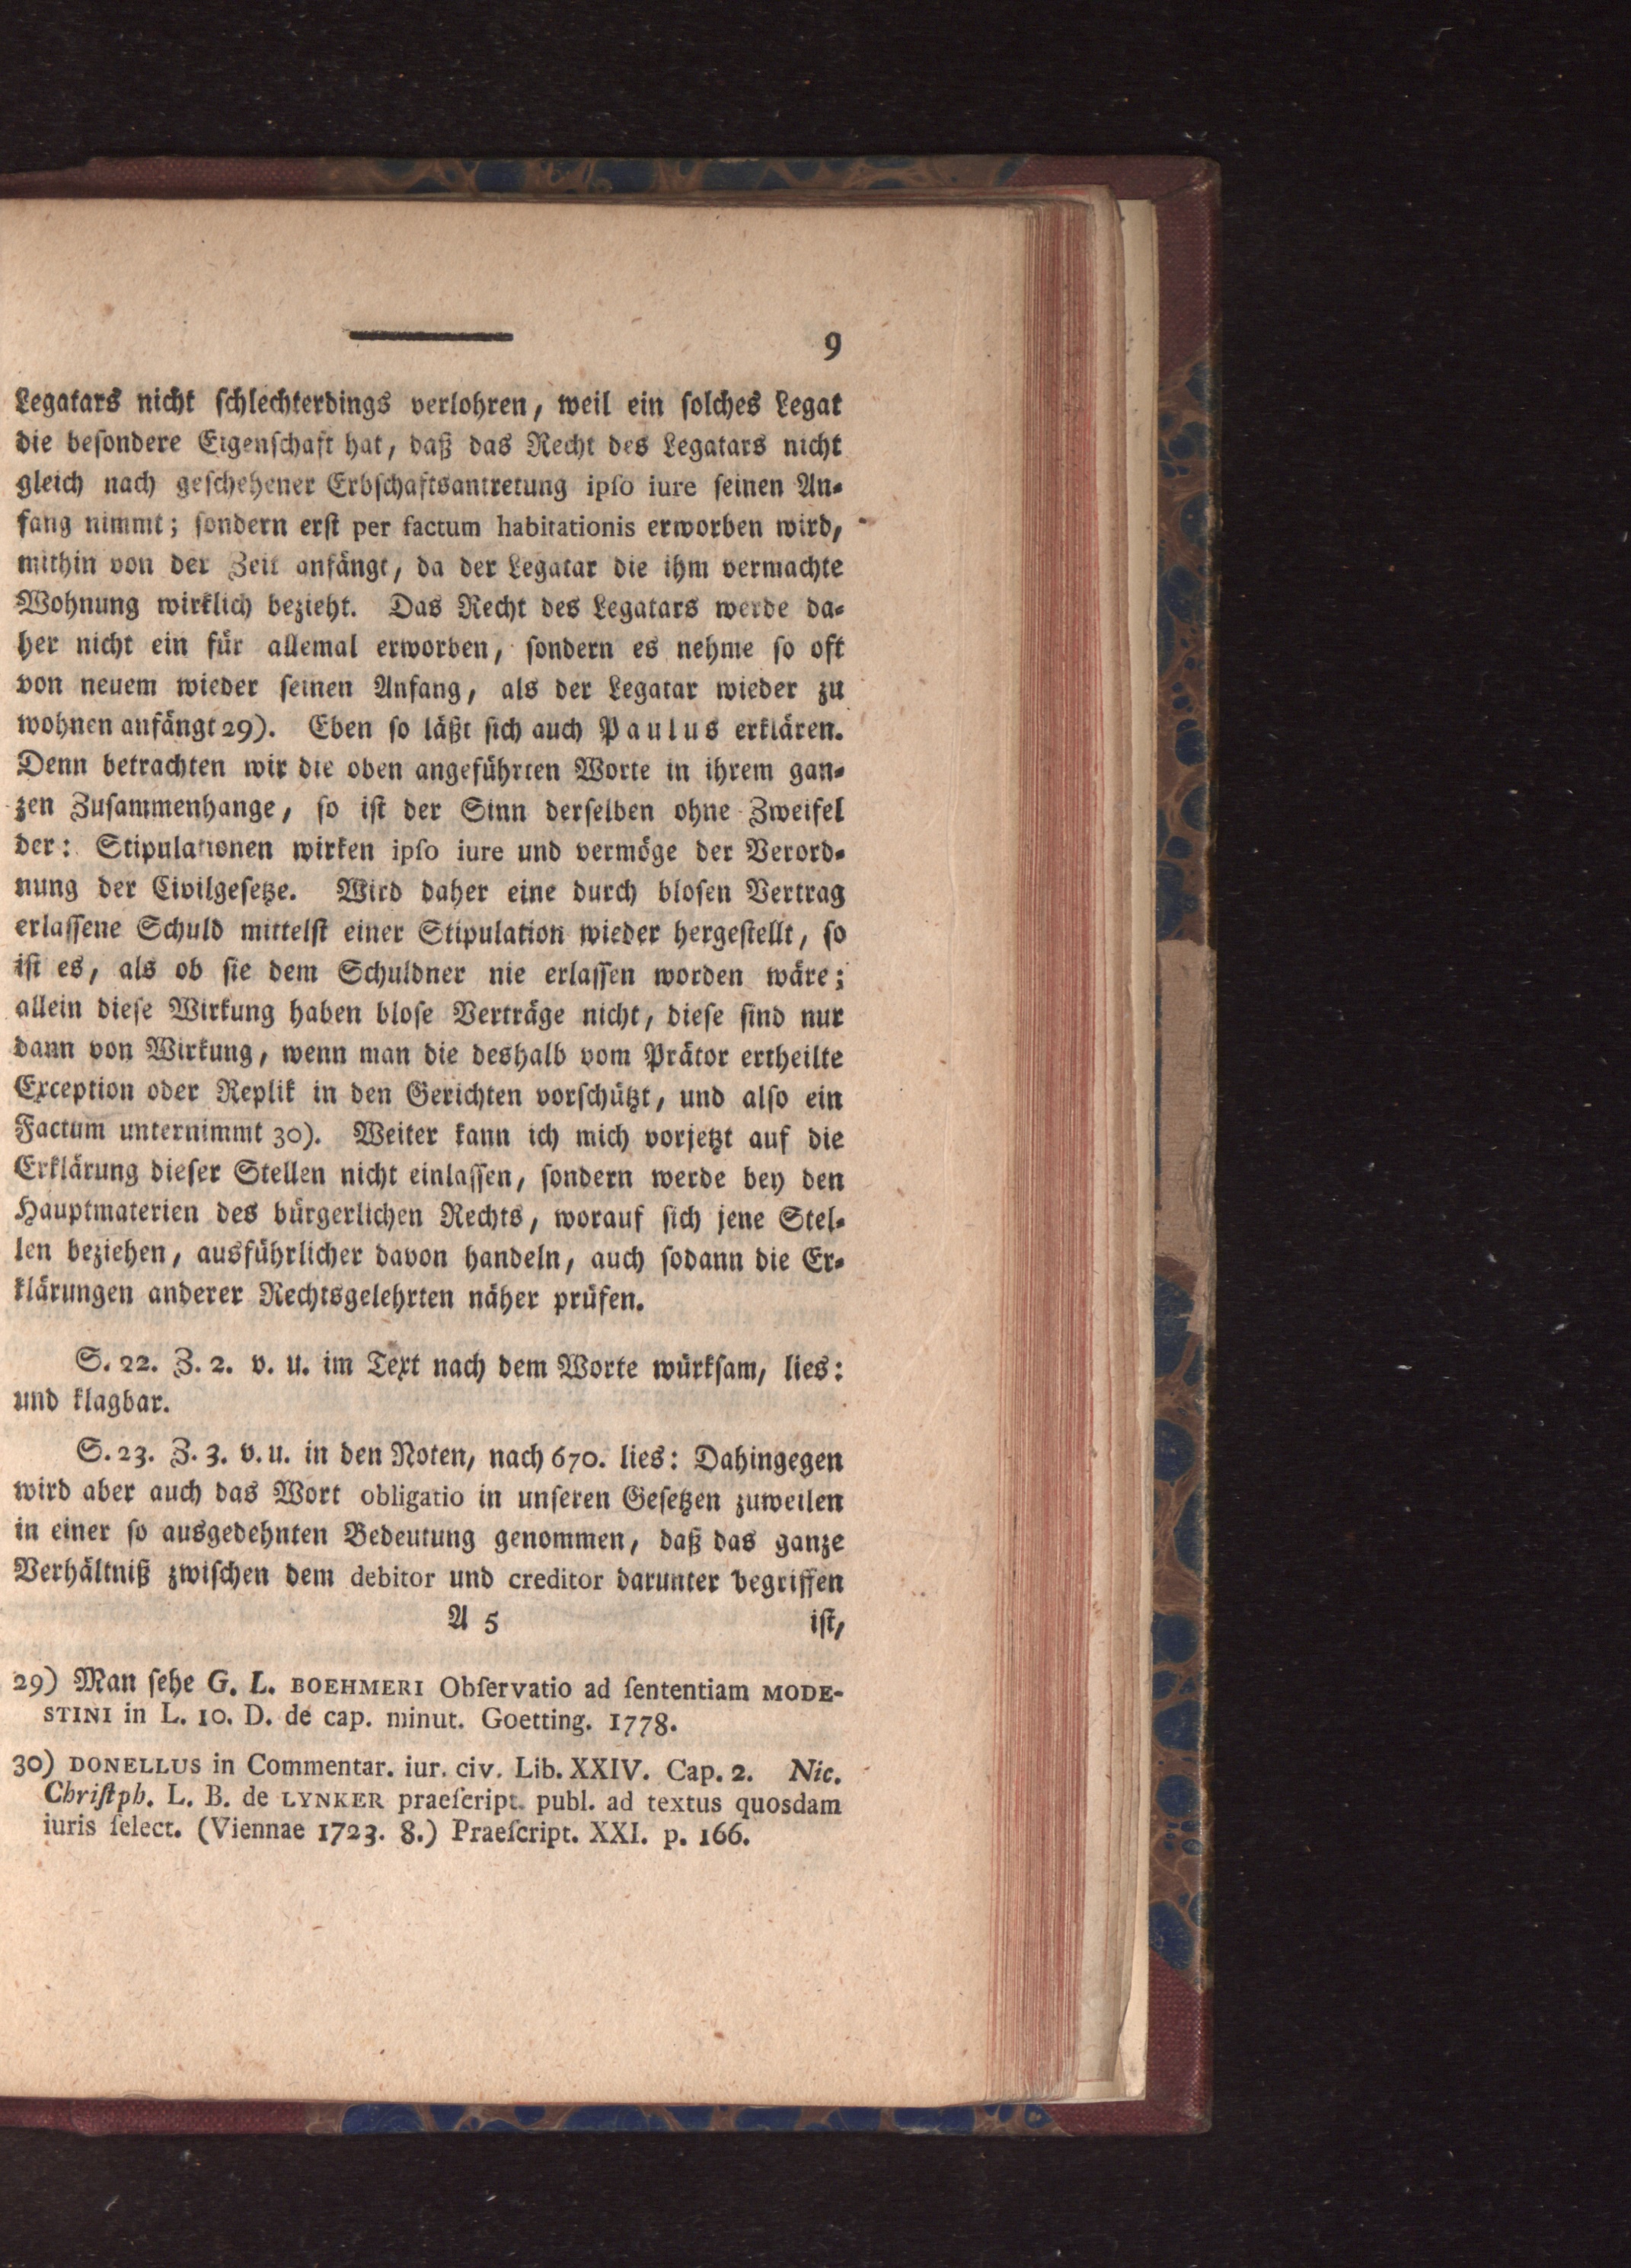 9
Legatars nicht schlechterdings verlohren, weil ein solches Legat
die besondere Eigenschaft hat, daß das Recht des Legatars nicht
gleich nach geschehener Erbschaftsantretung ipſo iure seinen An⸗
fang nimmt; sondern erst per factum habitationis erworben wird,
mithin von der Zeit anfängt, da der Legatar die ihm vermachte
Wohnung wirklich bezieht. Das Recht des Legatars werde da⸗
her nicht ein für allemal erworben, sondern es nehme so oft
von neuem wieder seinen Anfang, als der Legatar wieder zu
wohnen anfängt 29). Eben so läßt sich auch Paulus erklären.
Denn betrachten wir die oben angeführten Worte in ihrem gan⸗
zen Zusammenhange, so ist der Sinn derselben ohne Zweifel
der: Stipulationen wirken ipſo iure und vermöge der Verord⸗
nung der Civilgesetze. Wird daher eine durch blosen Vertrag
erlassene Schuld mittelst einer Stipulation wieder hergestellt, so
ist es, als ob sie dem Schuldner nie erlassen worden wäre;
allein diese Wirkung haben blose Verträge nicht, diese sind nur
dann von Wirkung, wenn man die deshalb vom Prätor ertheilte
Exception oder Replik in den Gerichten vorschützt, und also ein
Factum unternimmt 30). Weiter kann ich mich vorjetzt auf die
Erklärung dieser Stellen nicht einlassen, sondern werde bey den
Hauptmaterien des bürgerlichen Rechts, worauf sich jene Stel⸗
len beziehen, ausführlicher davon handeln, auch sodann die Er⸗
klärungen anderer Rechtsgelehrten näher prüfen.
S. 22. Z. 2. v. u. im Text nach dem Worte würksam, lies:
und klagbar.
S. 23. Z. 3. v. u. in den Noten, nach 670. lies: Dahingegen
wird aber auch das Wort obligatio in unseren Gesetzen zuweilen
in einer so ausgedehnten Bedeutung genommen, daß das ganze
Verhältniß zwischen dem debitor und creditor darunter begriffen
A 5 ist,
29) Man sehe G. L. BOEHMERI Obſervatio ad ſententiam MODE-
STINI in L. 10. D. de cap. minut. Goetting. 1778.
30) DONELLUS in Commentar. iur. civ. Lib. XXIV. Cap. 2. Nic.
Chriſtph. L. B. de LYNKER praeſcript. publ. ad textus quosdam
iuris ſelect. (Viennae 1723. 8.) Praeſcript. XXI. p. 166.